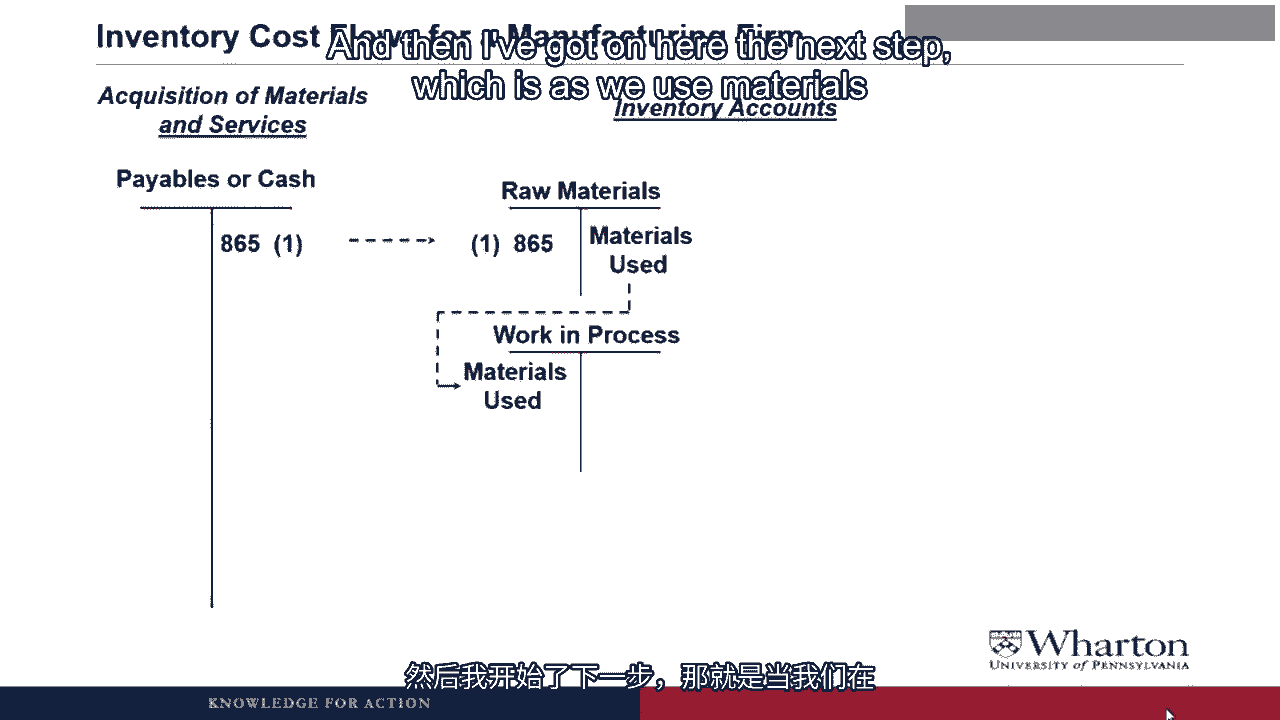 Inventory Cost Flows for a Manufacturing Firm
And then I've got on here the next step,
which is as we use materials
Acquisition of Materials
and Services
Inventory Accounts
Payables or Cash
Raw Materials
865 (1)
(1) 865
Materials
Used
Work in Process
Materials
Used
Wharton
UNIVERSITY of PENNSYLVANIA
然后我开始了下一步，那就是当我们在
KNOWLEDGE FOR ACTION